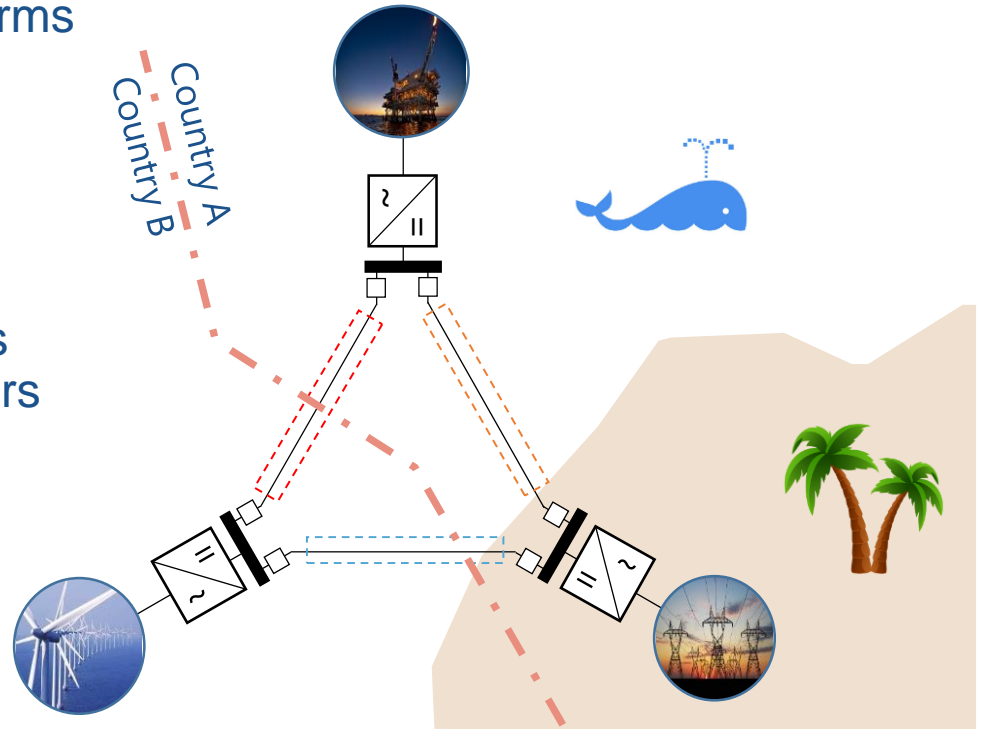 rms
Country A
Country B
~
=
s
rs
=
~
=
~